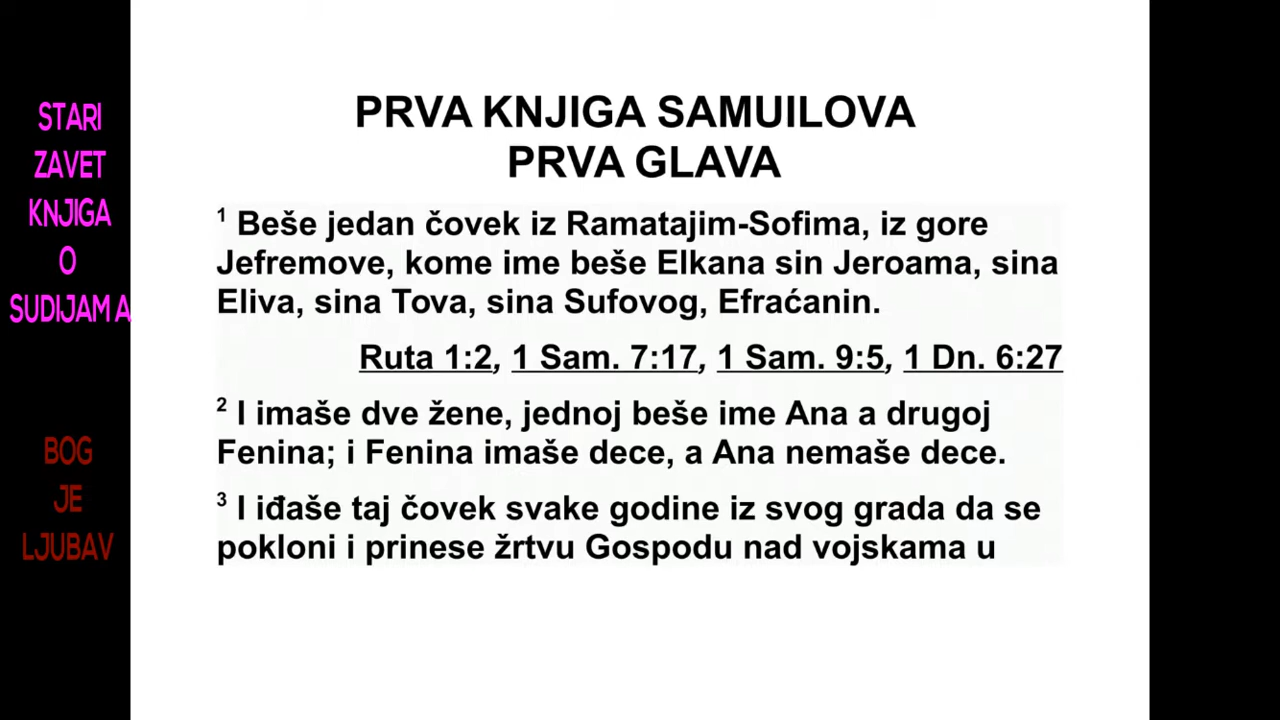 STARI
ZAVET
KNJIGA
O
SUDIJAMA
BOG
JE
LJUBAV
PRVA KNJIGA SAMUILOVA
PRVA GLAVA
1 Beše jedan čovek iz Ramatajim-Sofima, iz gore
Jefremove, kome ime beše Elkana sin Jeroama, sina
Eliva, sina Tova, sina Sufovog, Efraćanin.
Ruta 1:2, 1 Sam. 7:17, 1 Sam. 9:5, 1 Dn. 6:27
2 I imaše dve žene, jednoj beše ime Ana a drugoj
Fenina; i Fenina imaše dece, a Ana nemaše dece.
3 I iđaše taj čovek svake godine iz svog grada da se
pokloni i prinese žrtvu Gospodu nad vojskama u